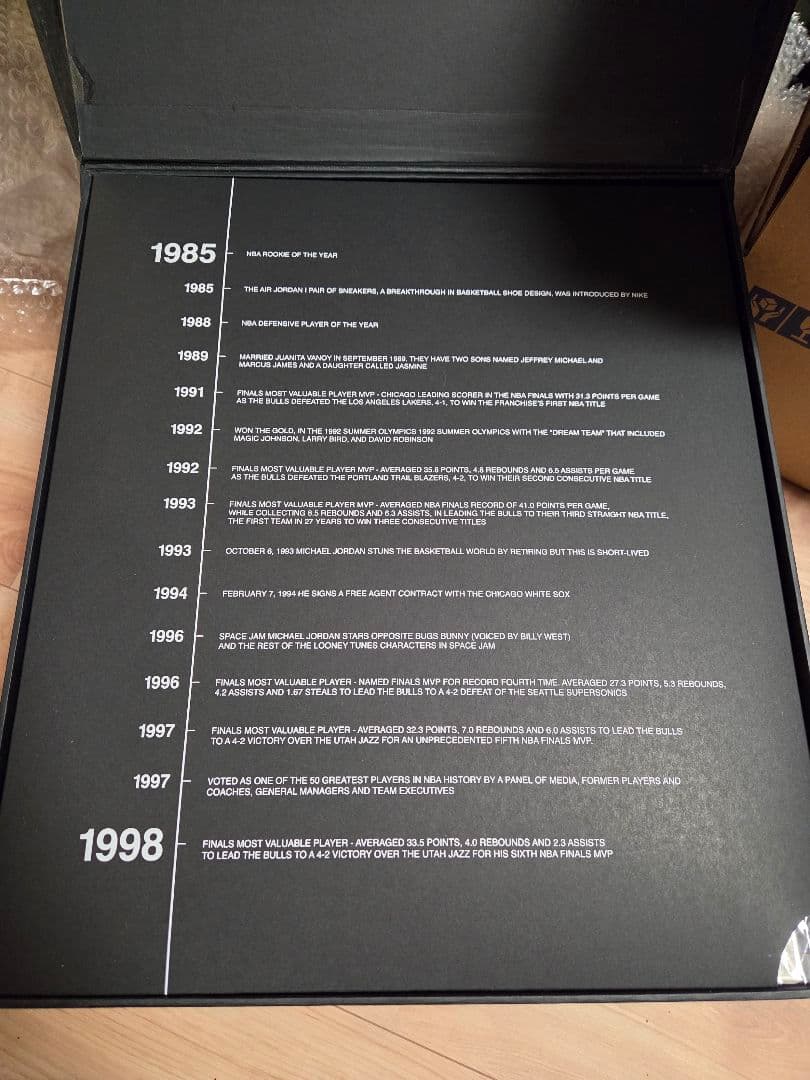 1985 NBA ROOKIE OF THE YEAR
1985 THE AIR JORDAN I PAIR OF SNEAKERS, A BREAKTHROUGH IN BASKETBALL SHOE DESIGN, WAS INTRODUCED BY NIKE
1988 NBA DEFENSIVE PLAYER OF THE YEAR
1989 MARRIED JUANITA VANOY IN SEPTEMBER 1989. THEY HAVE TWO SONS NAMED JEFFREY MICHAEL AND
MARCUS JAMES AND A DAUGHTER CALLED JASMINE
1991 FINALS MOST VALUABLE PLAYER MVP - CHICAGO LEADING SCORER IN THE NBA FINALS WITH 31.3 POINTS PER GAME
AS THE BULLS DEFEATED THE LOS ANGELES LAKERS, 4-1, TO WIN THE FRANCHISE'S FIRST NBA TITLE
1992 WON THE GOLD, IN THE 1992 SUMMER OLYMPICS 1992 SUMMER OLYMPICS WITH THE "DREAM TEAM" THAT INCLUDED
MAGIC JOHNSON, LARRY BIRD, AND DAVID ROBINSON
1992 FINALS MOST VALUABLE PLAYER MVP - AVERAGED 35.8 POINTS, 4.8 REBOUNDS AND 6.5 ASSISTS PER GAME
AS THE BULLS DEFEATED THE PORTLAND TRAIL BLAZERS, 4-2, TO WIN THEIR SECOND CONSECUTIVE NBA TITLE
1993 FINALS MOST VALUABLE PLAYER MVP - AVERAGED NBA FINALS RECORD OF 41.0 POINTS PER GAME,
WHILE COLLECTING 8.5 REBOUNDS AND 6.3 ASSISTS, IN LEADING THE BULLS TO THEIR THIRD STRAIGHT NBA TITLE,
THE FIRST TEAM IN 27 YEARS TO WIN THREE CONSECUTIVE TITLES
1993 OCTOBER 6, 1993 MICHAEL JORDAN STUNS THE BASKETBALL WORLD BY RETIRING BUT THIS IS SHORT-LIVED
1994 FEBRUARY 7, 1994 HE SIGNS A FREE AGENT CONTRACT WITH THE CHICAGO WHITE SOX
1996 SPACE JAM MICHAEL JORDAN STARS OPPOSITE BUGS BUNNY (VOICED BY BILLY WEST)
AND THE REST OF THE LOONEY TUNES CHARACTERS IN SPACE JAM
1996 FINALS MOST VALUABLE PLAYER - NAMED FINALS MVP FOR RECORD FOURTH TIME. AVERAGED 27.3 POINTS, 5.3 REBOUNDS,
4.2 ASSISTS AND 1.67 STEALS TO LEAD THE BULLS TO A 4-2 DEFEAT OF THE SEATTLE SUPERSONICS
1997 FINALS MOST VALUABLE PLAYER - AVERAGED 32.3 POINTS, 7.0 REBOUNDS AND 6.0 ASSISTS TO LEAD THE BULLS
TO A 4-2 VICTORY OVER THE UTAH JAZZ FOR AN UNPRECEDENTED FIFTH NBA FINALS MVP.
1997 VOTED AS ONE OF THE 50 GREATEST PLAYERS IN NBA HISTORY BY A PANEL OF MEDIA, FORMER PLAYERS AND
COACHES, GENERAL MANAGERS AND TEAM EXECUTIVES
1998 FINALS MOST VALUABLE PLAYER - AVERAGED 33.5 POINTS, 4.0 REBOUNDS AND 2.3 ASSISTS
TO LEAD THE BULLS TO A 4-2 VICTORY OVER THE UTAH JAZZ FOR HIS SIXTH NBA FINALS MVP